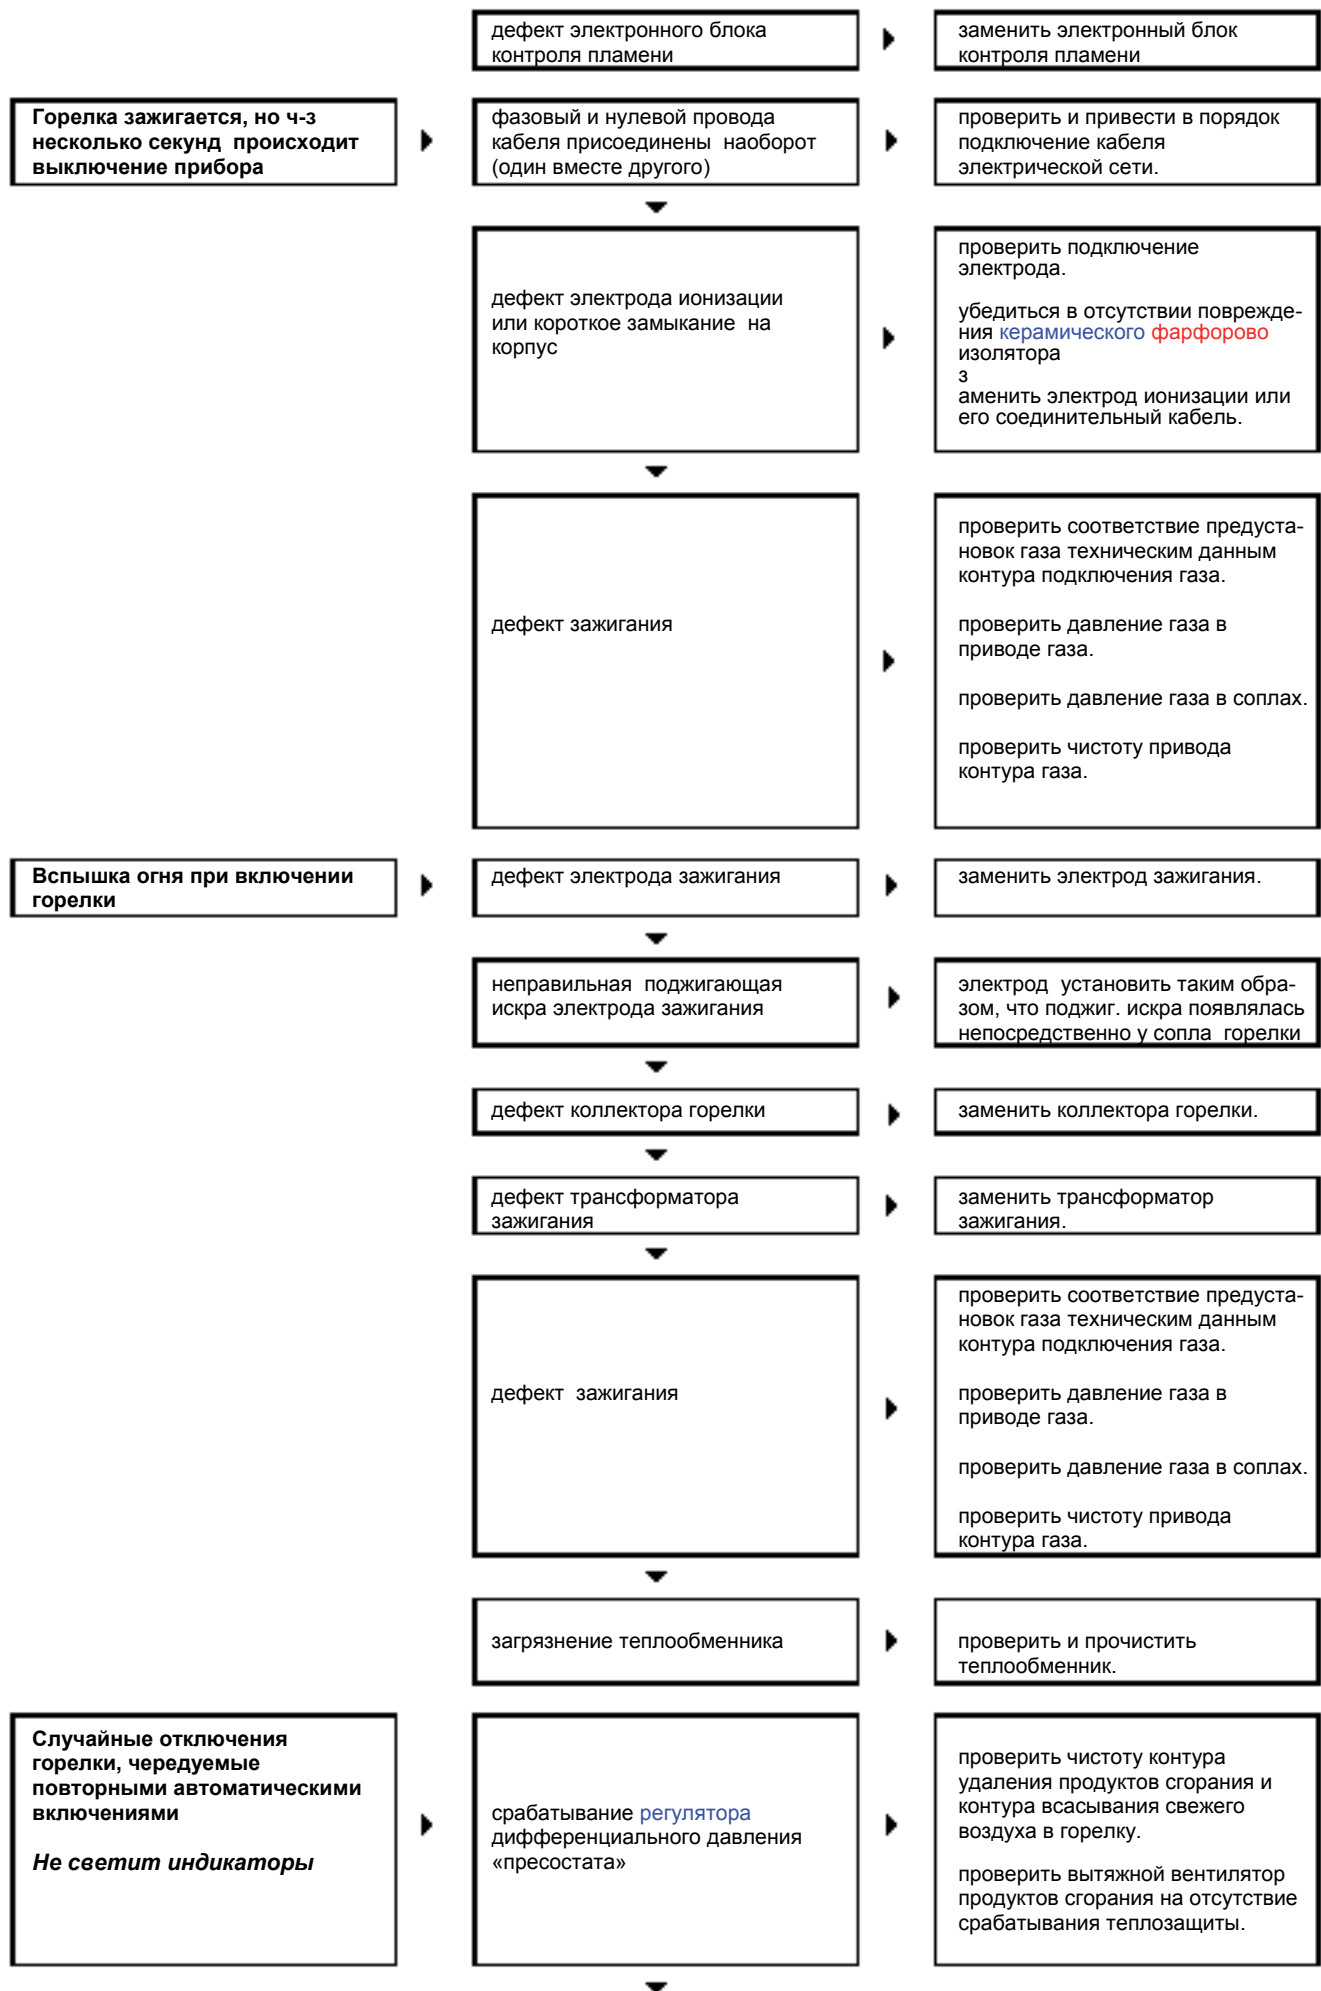 дефект электронного блока
контроля пламени
заменить электронный блок
контроля пламени
Горелка зажигается, но ч-з
несколько секунд происходит
выключение прибора
фазовый и нулевой провода
кабеля присоединены наоборот
(один вместе другого)
проверить и привести в порядок
подключение кабеля
электрической сети.
дефект электрода ионизации
или короткое замыкание на
корпус
проверить подключение
электрода.
убедиться в отсутствии поврежде-
ния керамического фарфорово
изолятора
з
аменить электрод ионизации или
его соединительный кабель.
дефект зажигания
проверить соответствие предуста-
новок газа техническим данным
контура подключения газа.
проверить давление газа в
приводе газа.
проверить давление газа в соплах.
проверить чистоту привода
контура газа.
Вспышка огня при включении
горелки
дефект электрода зажигания
заменить электрод зажигания.
неправильная поджигающая
искра электрода зажигания
электрод установить таким обра-
зом, что поджиг. искра появлялась
непосредственно у сопла горелки
дефект коллектора горелки
заменить коллектора горелки.
дефект трансформатора
зажигания
заменить трансформатор
зажигания.
дефект зажигания
проверить соответствие предуста-
новок газа техническим данным
контура подключения газа.
проверить давление газа в
приводе газа.
проверить давление газа в соплах.
проверить чистоту привода
контура газа.
загрязнение теплообменника
проверить и прочистить
теплообменник.
Случайные отключения
горелки, чередуемые
повторными автоматическими
включениями
Не светит индикаторы
срабатывание регулятора
дифференциального давления
«пресостата»
проверить чистоту контура
удаления продуктов сгорания и
контура всасывания свежего
воздуха в горелку.
проверить вытяжной вентилятор
продуктов сгорания на отсутствие
срабатывания теплозащиты.